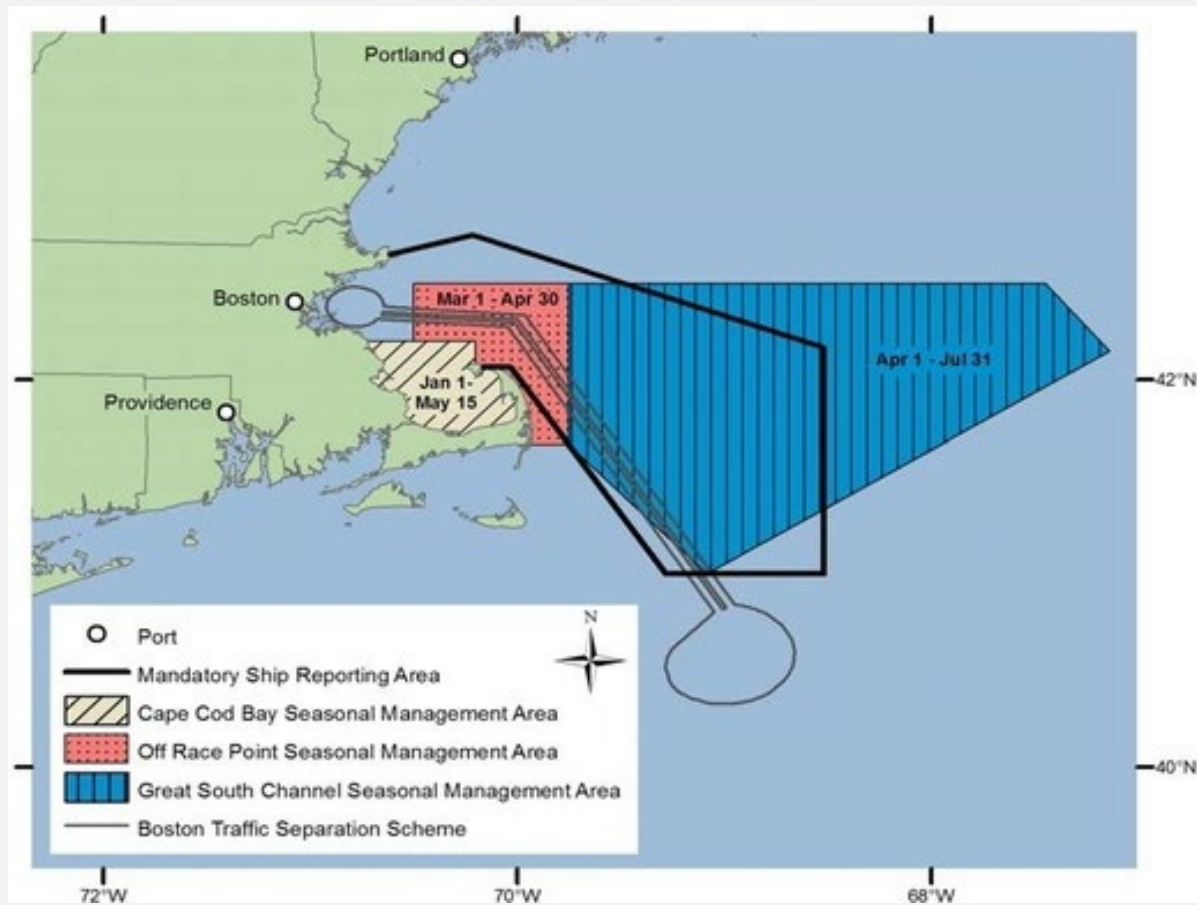 Portland
Boston
Mar 1 - Apr 30
Apr 1 - Jul 31
42°N
Jan 1-
May 15
Providence
N
Port
Mandatory Ship Reporting Area
Cape Cod Bay Seasonal Management Area
Off Race Point Seasonal Management Area
Great South Channel Seasonal Management Area
Boston Traffic Separation Scheme
40°N
72°W
70°W
68°W